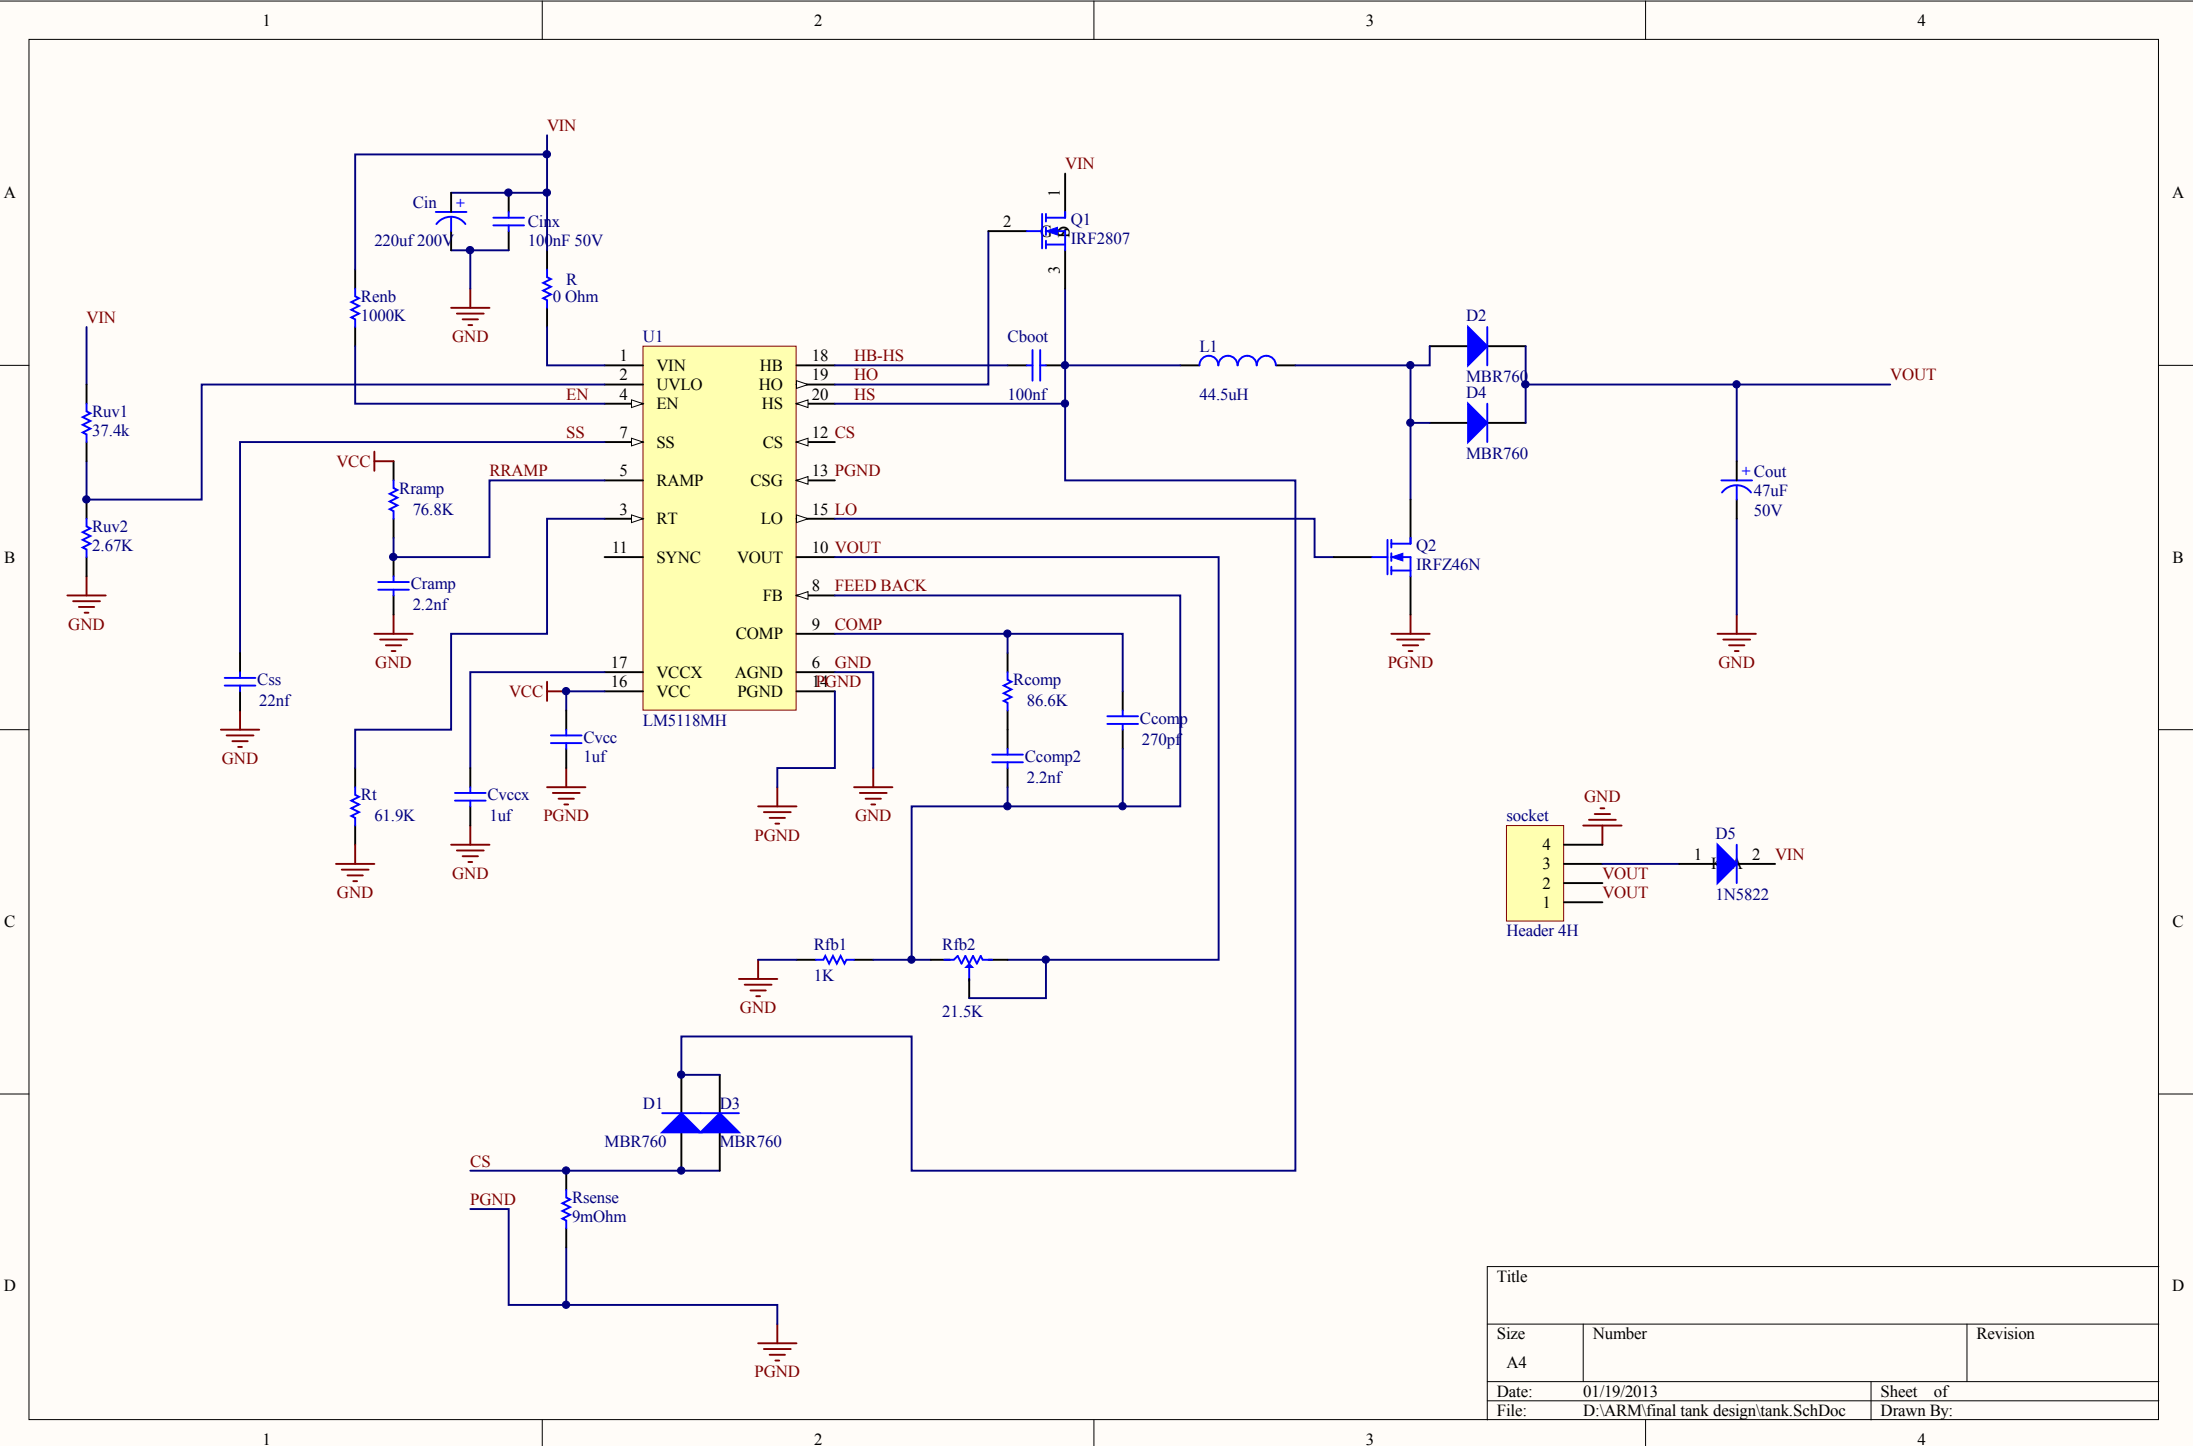 1 2 3 4
A
A
VIN
VIN
1
Cin
+
Cinx
220uf 200V
100nF 50V
2
Q1
IRF2807
3
R
0 Ohm
Renb
1000K
GND
VIN
U1
Cboot
L1
D2
1 VIN HB 18 HB-HS
2 UVLO HO 19 HO
EN 4 EN HS 20 HS
100nf
44.5uH
MBR760
D4
VOUT
Ruv1
37.4k
SS 7 SS CS 12 CS
MBR760
VCC
RRAMP 5 RAMP CSG 13 PGND
Rramp
76.8K
+ Cout
47uF
50V
3 RT LO 15 LO
Ruv2
2.67K
B
11 SYNC VOUT 10 VOUT
Q2
IRFZ46N
B
Cramp
2.2nf
FB 8 FEED BACK
GND
COMP 9 COMP
GND
PGND
GND
17 VCCX AGND 6 GND
VCC 16 VCC PGND 14 PGND
LM5118MH
Css
22nf
Rcomp
86.6K
Ccomp
270pf
GND
Cvcc
1uf
Ccomp2
2.2nf
Rt
61.9K
Cvccx
1uf
PGND
PGND
GND
GND
GND
GND
socket
4
3
2
1
D5
1
2
VIN
VOUT
VOUT
1N5822
Header 4H
C
C
Rfb1
1K
Rfb2
21.5K
GND
D1
D3
MBR760
MBR760
CS
PGND
Rsense
9mOhm
PGND
D
D
Title
Size
Number
Revision
A4
Date: 01/19/2013 Sheet of
File: D:\ARM\final tank design\tank.SchDoc Drawn By:
1 2 3 4